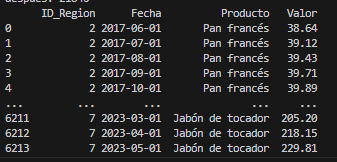 despues: 21840
ID_Region Fecha Producto Valor
0 2 2017-06-01 Pan francés 38.64
1 2 2017-07-01 Pan francés 39.12
2 2 2017-08-01 Pan francés 39.43
3 2 2017-09-01 Pan francés 39.71
4 2 2017-10-01 Pan francés 39.89
... ... ... ... ...
6211 7 2023-03-01 Jabón de tocador 205.20
6212 7 2023-04-01 Jabón de tocador 218.15
6213 7 2023-05-01 Jabón de tocador 229.81